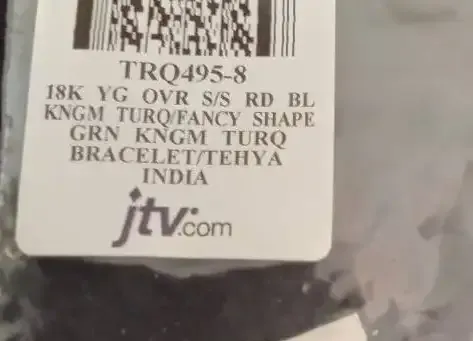 TRQ495-8
18K YG OVR S/S RD BL
KNGM TURQ/FANCY SHAPE
GRN KNGM TURQ
BRACELET/TEHYA
INDIA
jtv.com